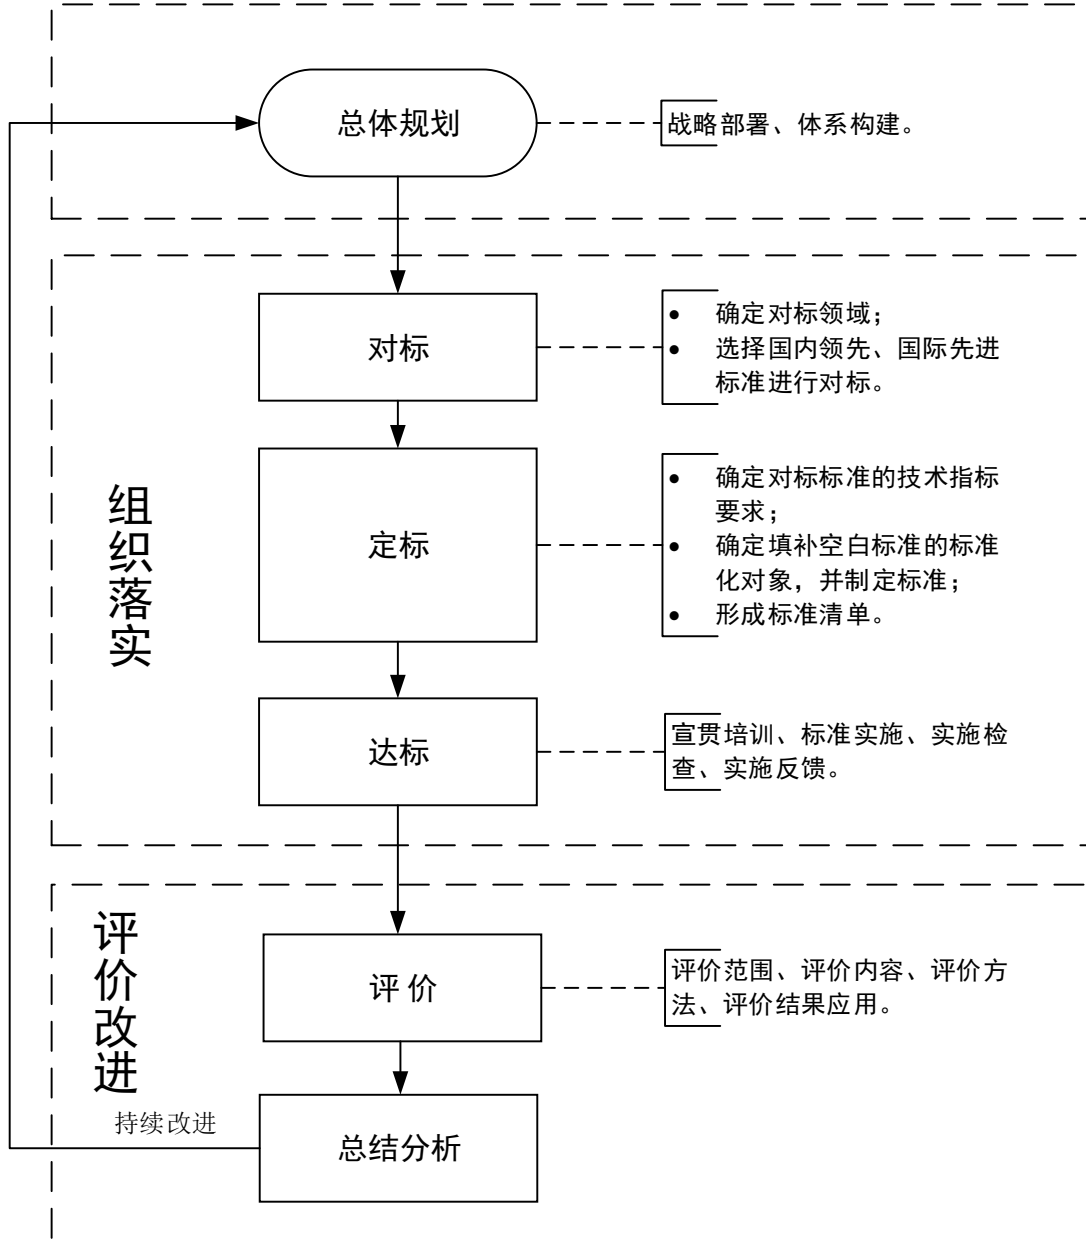 总体规划
战略部署、体系构建。
组织落实
对标
确定对标领域；
选择国内领先、国际先进
标准进行对标。
定标
确定对标标准的技术指标
要求；
确定填补空白标准的标准
化对象，并制定标准；
形成标准清单。
达标
宣贯培训、标准实施、实施检
查、实施反馈。
评价改进
评 价
评价范围、评价内容、评价方
法、评价结果应用。
持续改进
总结分析